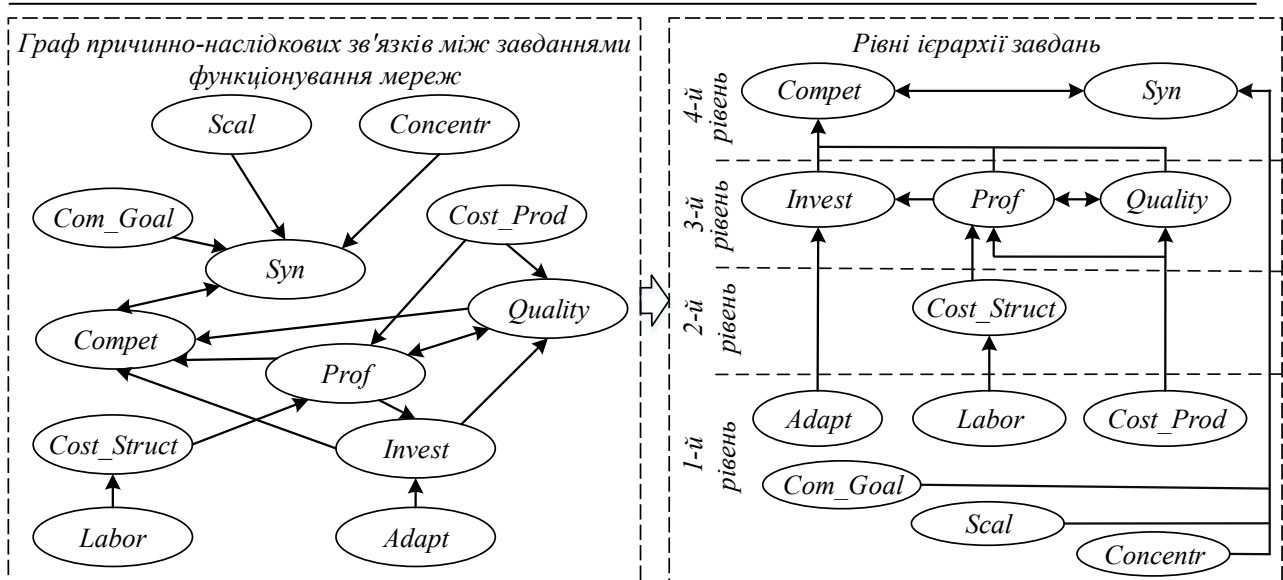 Граф причинно-наслідкових зв'язків між завданнями
функціонування мереж
Scal
Concentr
Com_Goal
Cost_Prod
Syn
Quality
Compet
Prof
Cost_Struct
Invest
Labor
Adapt
Рівні ієрархії завдань
4-й
рівень
Compet
Syn
3-й
рівень
Invest
Prof
Quality
2-й
рівень
Cost_Struct
1-й
рівень
Adapt
Labor
Cost_Prod
Com_Goal
Scal
Concentr